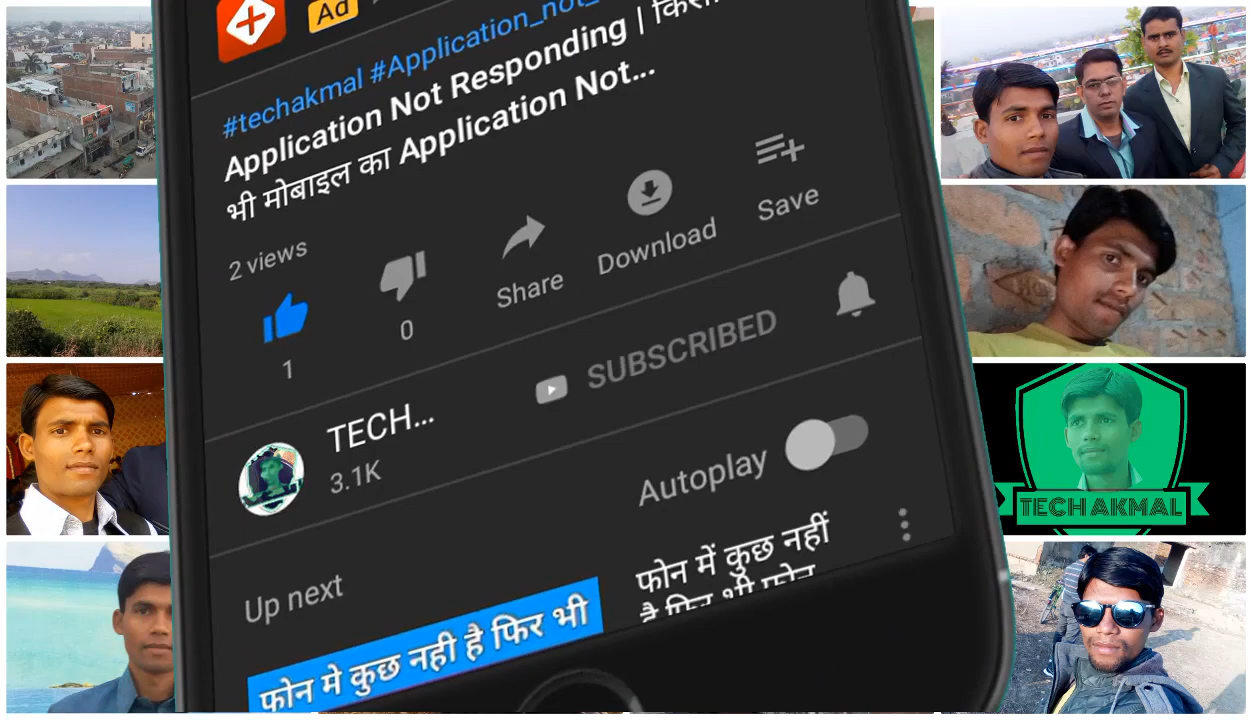 Ad
#techakmal #Application_not_
Application Not Responding |
भी मोबाइल का Application Not...
2 views
1
0
Share
Download
Save
TECH...
3.1K
SUBSCRIBED
Autoplay
Up next
फोन मे कुछ नही है फिर भी
फोन में कुछ नहीं
है फिर भी फोन
TECH AKMAL